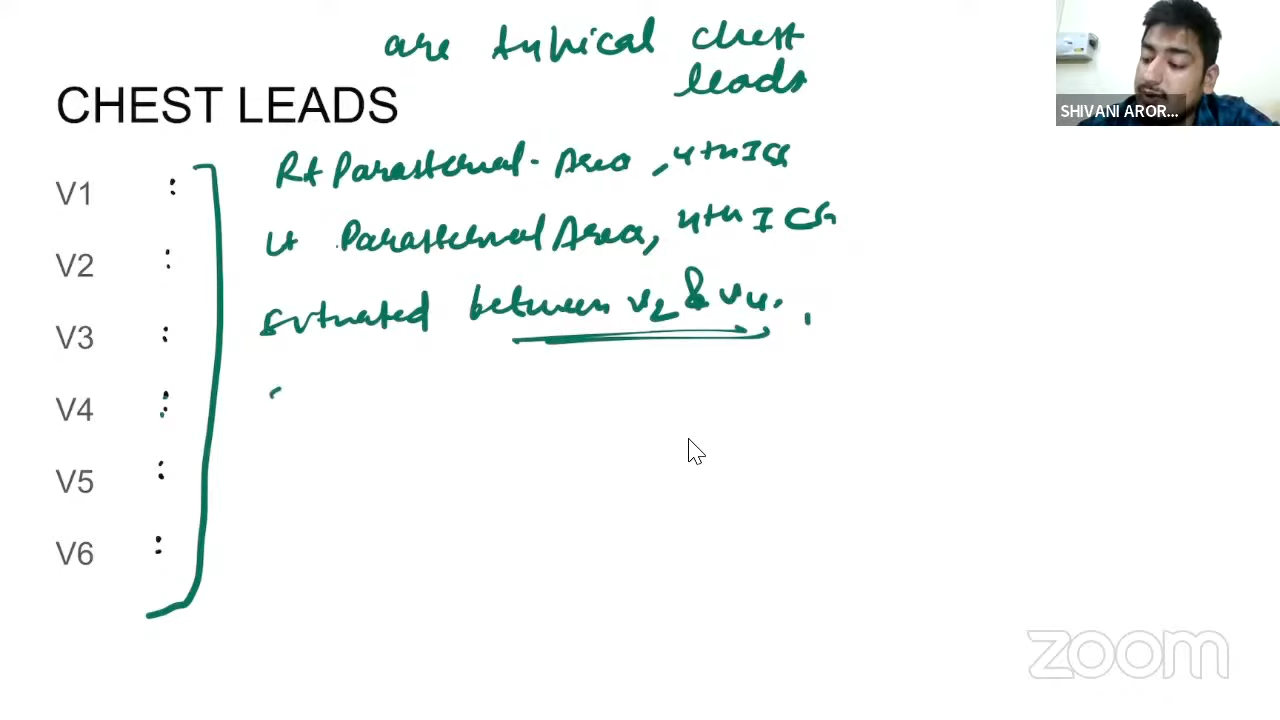 are typical chest
leads
SHIVANI AROR...
CHEST LEADS
V1 : Rt Parasternal Area, 4th ICS
V2 : Lt Parasternal Area, 4th ICS
V3 : situated between V2 & V4.
V4 :
V5 :
V6 :
zoom